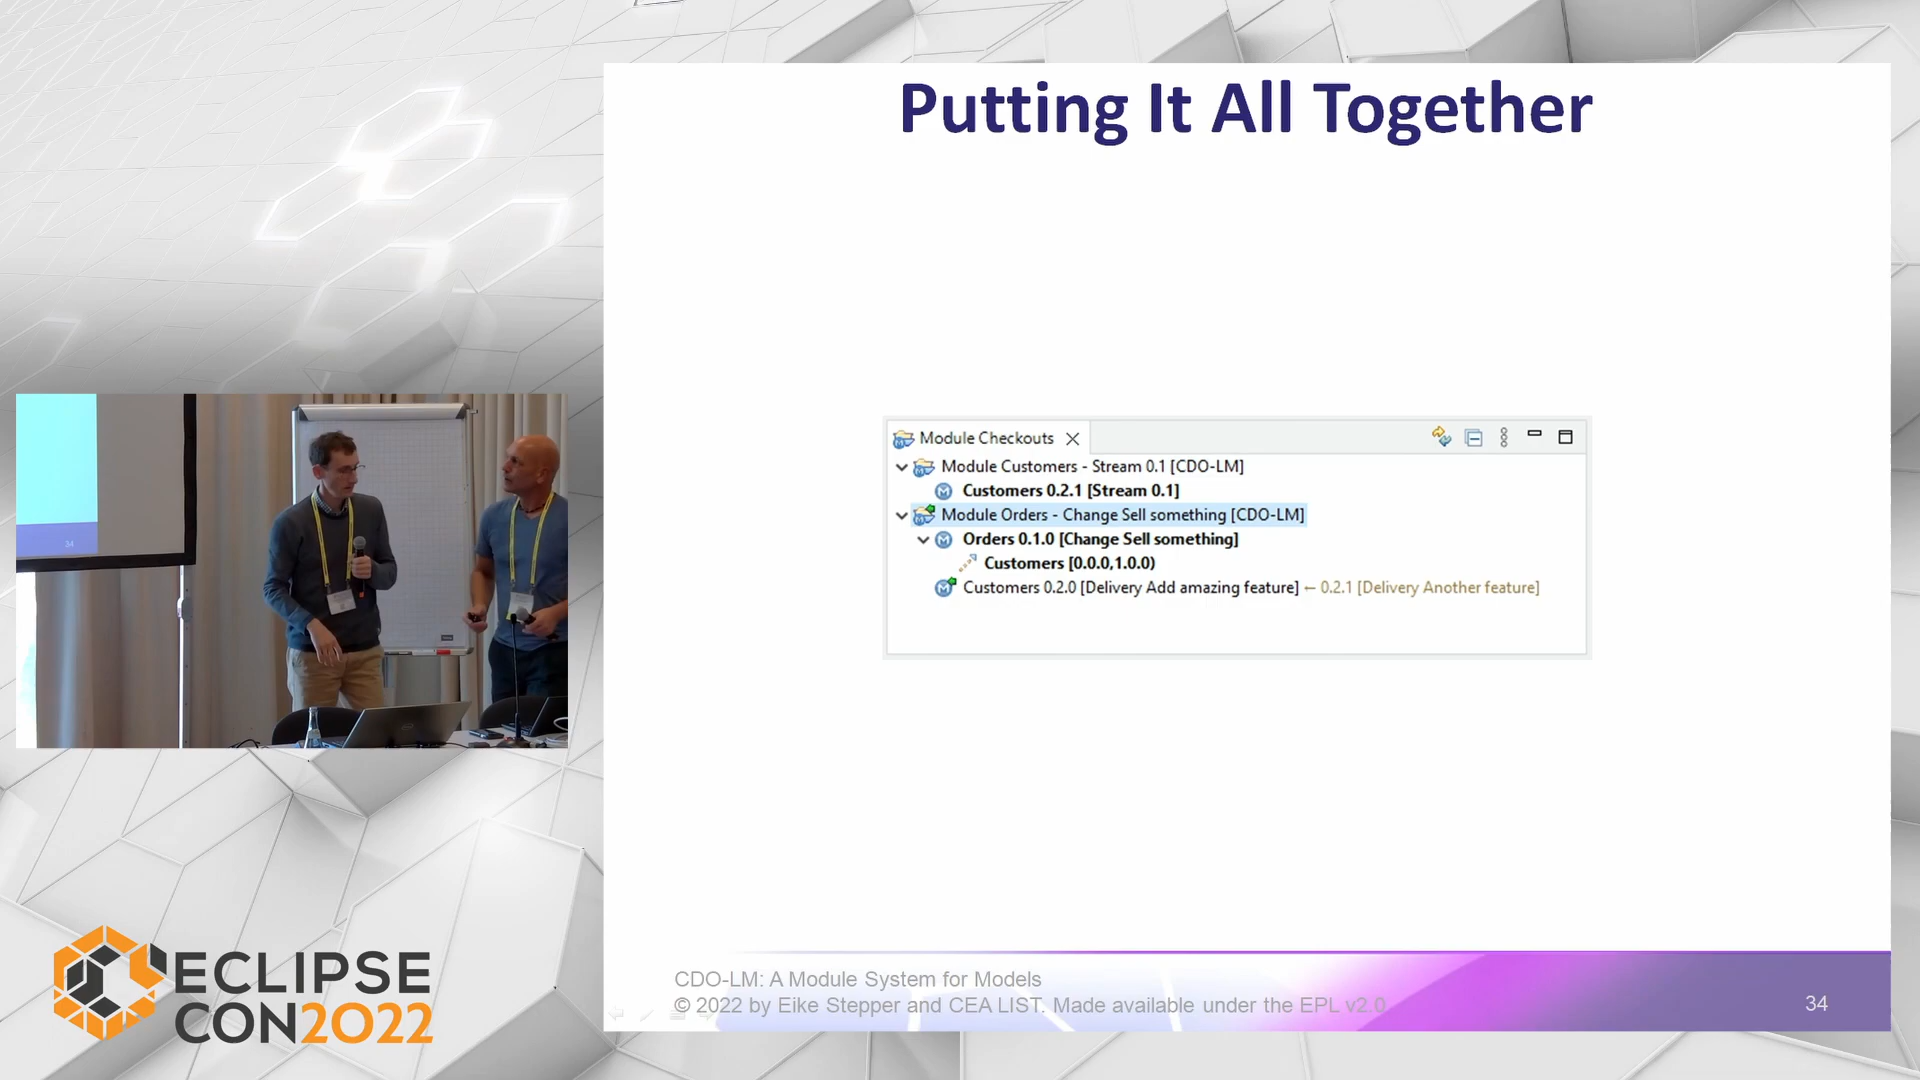 Putting It All Together
Module Checkouts
Module Customers - Stream 0.1 [CDO-LM]
Customers 0.2.1 [Stream 0.1]
Module Orders - Change Sell something [CDO-LM]
Orders 0.1.0 [Change Sell something]
Customers [0.0.0,1.0.0)
Customers 0.2.0 [Delivery Add amazing feature] ← 0.2.1 [Delivery Another feature]
34
CDO-LM: A Module System for Models
© 2022 by Eike Stepper and CEA LIST. Made available under the EPL v2.0
34
ECLIPSE
CON2022